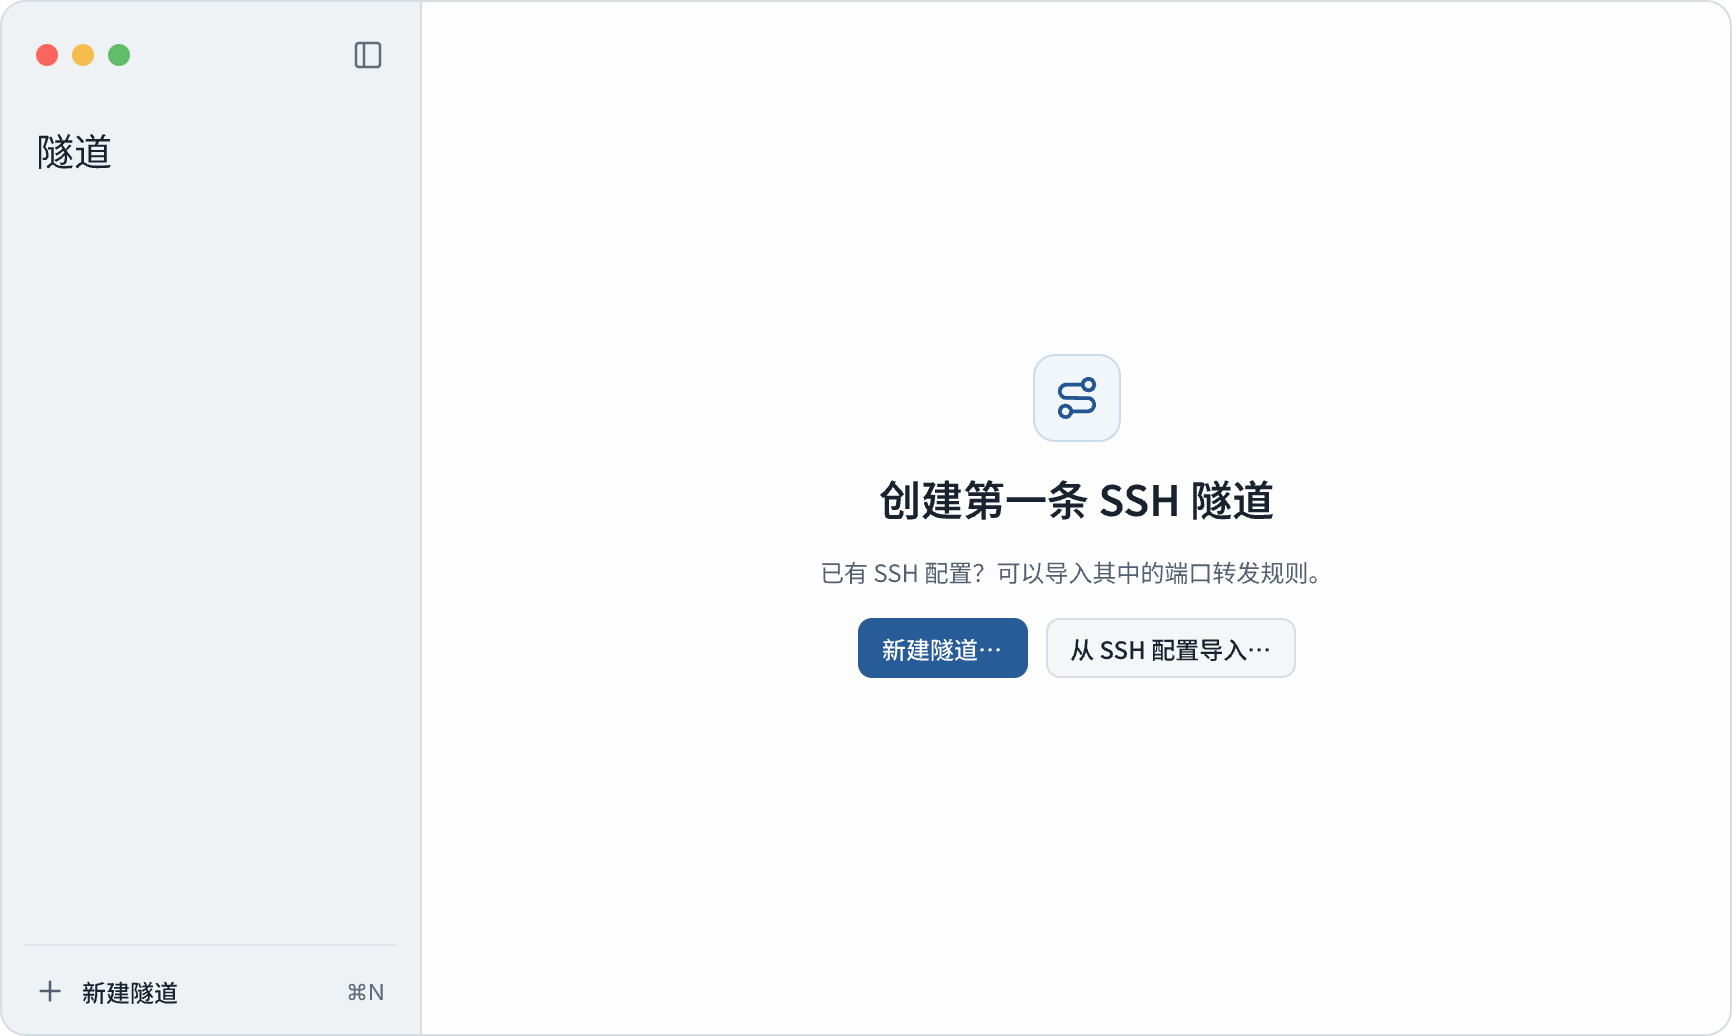 隧道
创建第一条 SSH 隧道
已有 SSH 配置？可以导入其中的端口转发规则。
新建隧道…
从 SSH 配置导入…
新建隧道 ⌘N